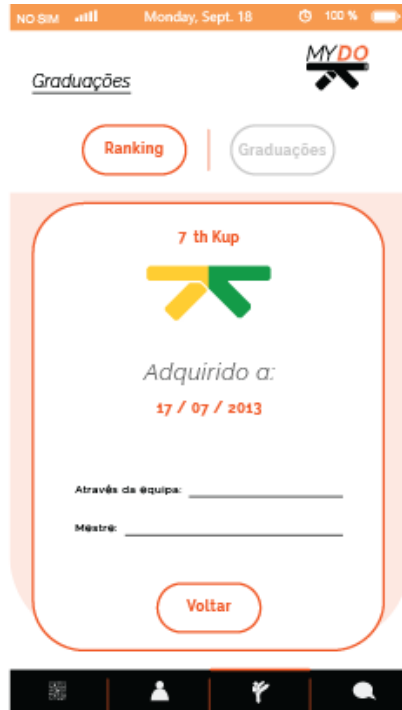 NO SIM Monday, Sept. 18 100 %
MYDO
Graduações
Ranking Graduações
7 th Kup
Adquirido a:
17 / 07 / 2013
Através da equipa:
Mestre:
Voltar